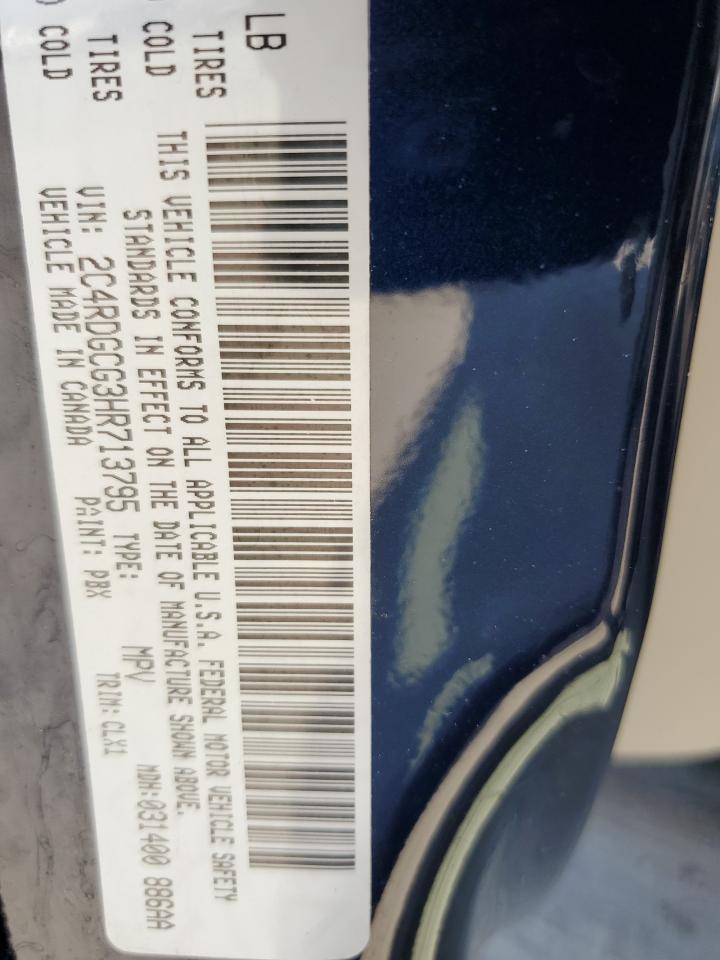 LB
TIRES
) COLD
TIRES
) COLD
THIS VEHICLE CONFORMS TO ALL APPLICABLE U.S.A. FEDERAL MOTOR VEHICLE SAFETY
STANDARDS IN EFFECT ON THE DATE OF MANUFACTURE SHOWN ABOVE.
VIN: 2C4RDGCG3HR713795 TYPE: MPV MDH:031400 886AA
VEHICLE MADE IN CANADA PAINT: PBX TRIM: CLX1